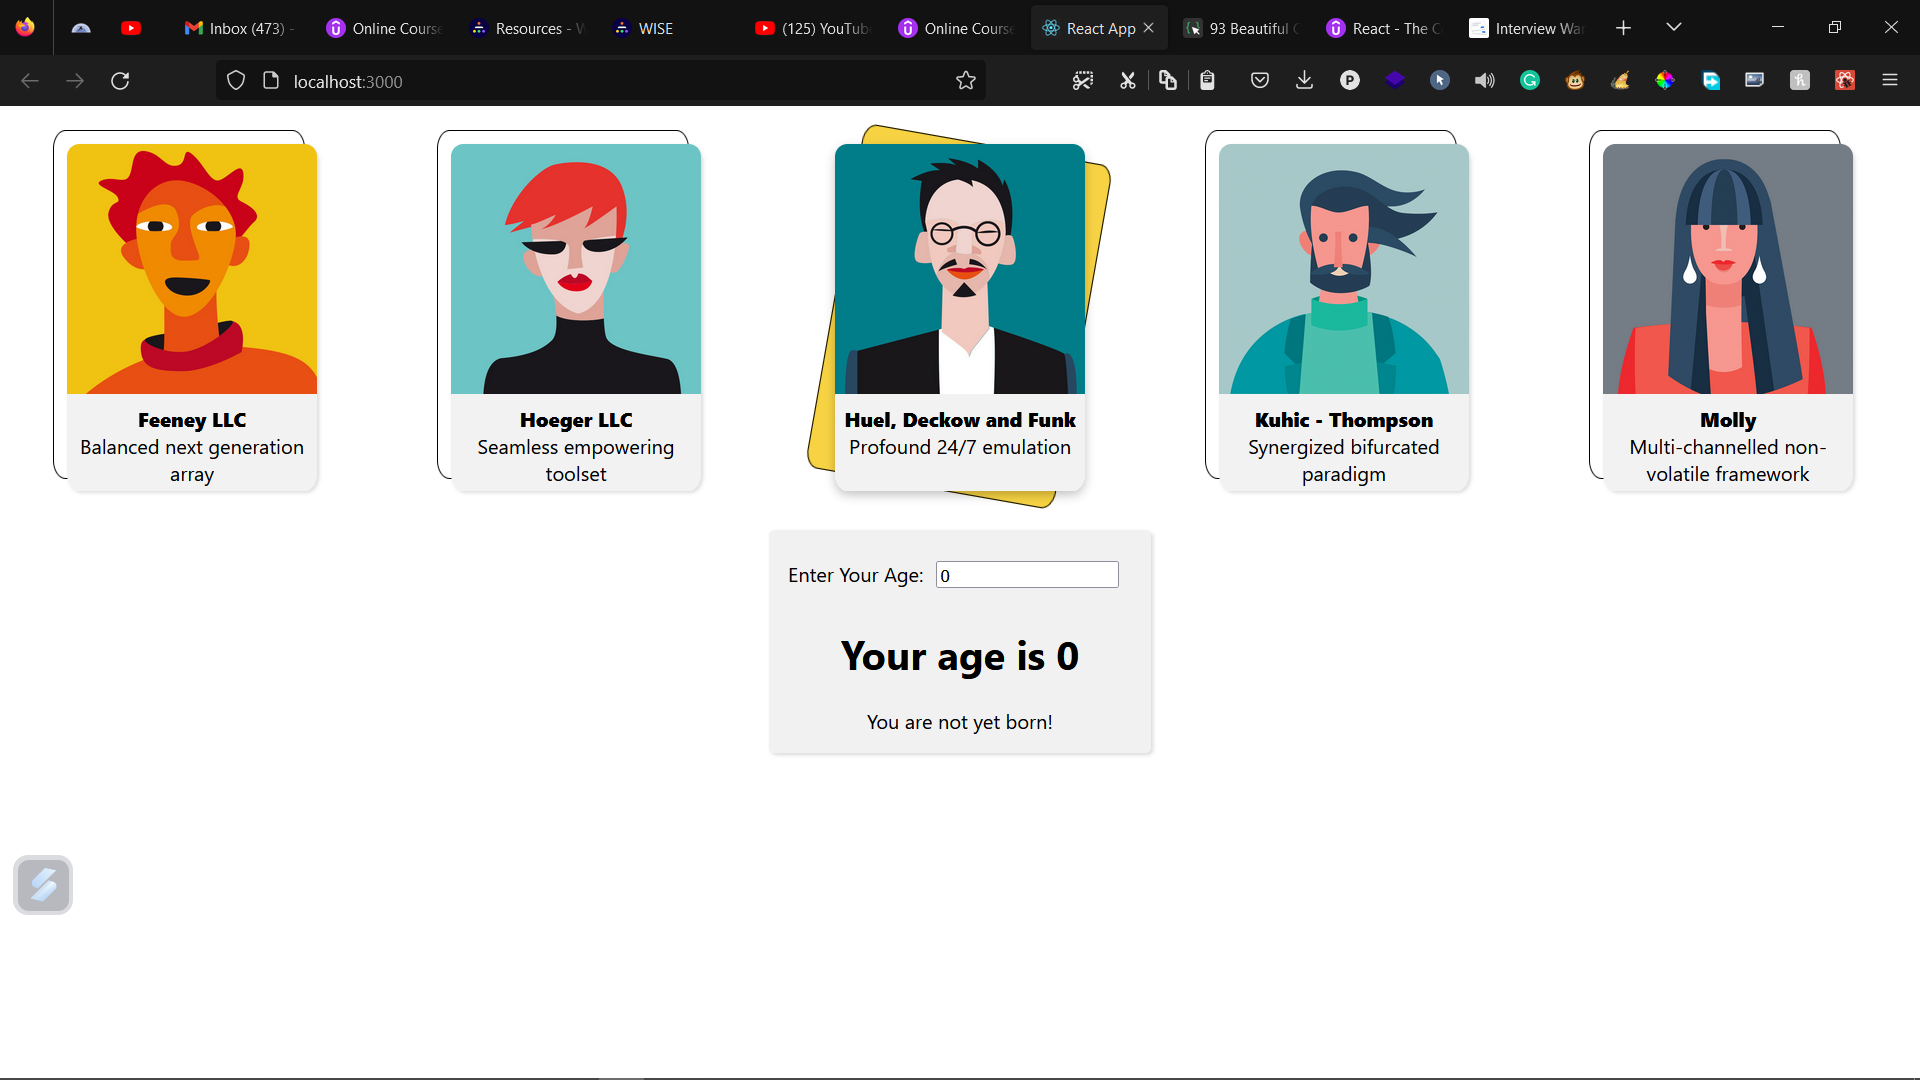 Inbox (473) -
Online Course
Resources - W
WISE
(125) YouTub
Online Course
React App
93 Beautiful C
React - The C
Interview War
localhost:3000
Feeney LLC
Balanced next generation
array
Hoeger LLC
Seamless empowering
toolset
Huel, Deckow and Funk
Profound 24/7 emulation
Kuhic - Thompson
Synergized bifurcated
paradigm
Molly
Multi-channelled non-
volatile framework
Enter Your Age: 0
Your age is 0
You are not yet born!